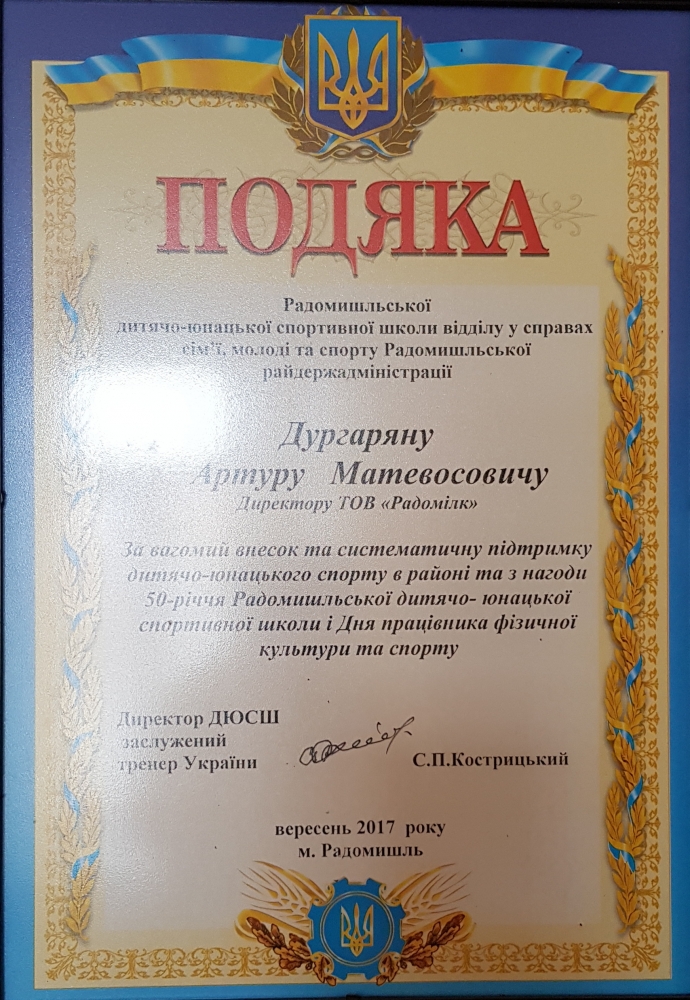 ПОДЯКА
Радомишльської
дитячо-юнацької спортивної школи відділу у справах
сім'ї, молоді та спорту Радомишльської
райдержадміністрації
Дургаряну
Артуру Матевосовичу
Директору ТОВ «Радомілк»
За вагомий внесок та систематичну підтримку
дитячо-юнацького спорту в районі та з нагоди
50-річчя Радомишльської дитячо- юнацької
спортивної школи і Дня працівника фізичної
культури та спорту
Директор ДЮСШ
заслужений
тренер України
С.П.Кострицький
вересень 2017 року
м. Радомишль